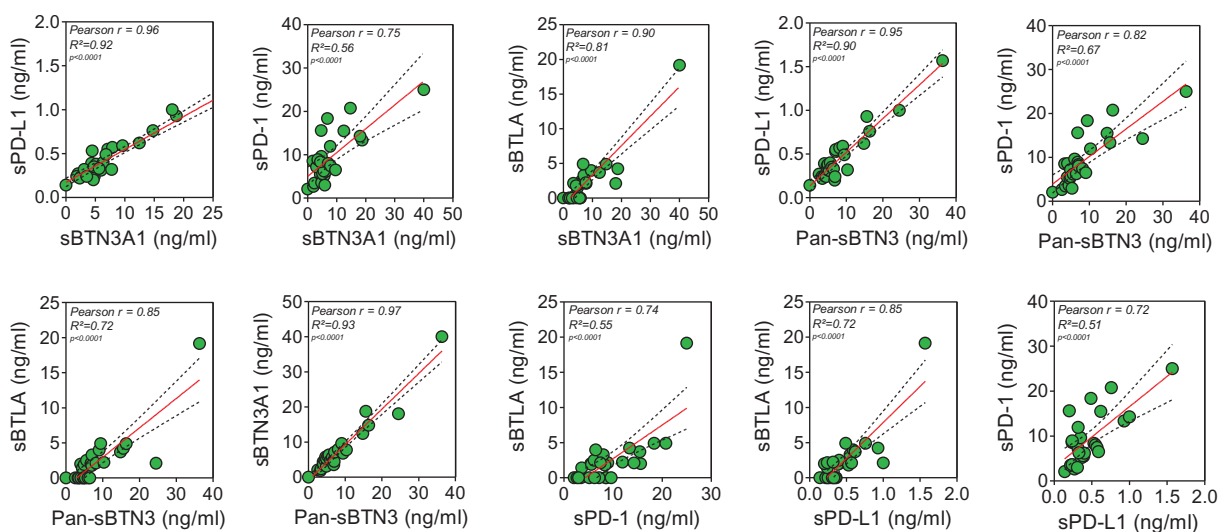 Pearson r = 0.96
R²=0.92
p<0.0001
sPD-L1 (ng/ml)
2.0
1.5
1.0
0.5
0.0
0 5 10 15 20 25
sBTN3A1 (ng/ml)
Pearson r = 0.75
R²=0.56
p<0.0001
sPD-1 (ng/ml)
40
30
20
10
0
0 10 20 30 40 50
sBTN3A1 (ng/ml)
Pearson r = 0.90
R²=0.81
p<0.0001
sBTLA (ng/ml)
25
20
15
10
5
0
0 10 20 30 40 50
sBTN3A1 (ng/ml)
Pearson r = 0.95
R²=0.90
p<0.0001
sPD-L1 (ng/ml)
2.0
1.5
1.0
0.5
0.0
0 10 20 30 40
Pan-sBTN3 (ng/ml)
Pearson r = 0.82
R²=0.67
p<0.0001
sPD-1 (ng/ml)
40
30
20
10
0
0 10 20 30 40
Pan-sBTN3 (ng/ml)
Pearson r = 0.85
R²=0.72
p<0.0001
sBTLA (ng/ml)
25
20
15
10
5
0
0 10 20 30 40
Pan-sBTN3 (ng/ml)
Pearson r = 0.97
R²=0.93
p<0.0001
sBTN3A1 (ng/ml)
50
40
30
20
10
0
0 10 20 30 40
Pan-sBTN3 (ng/ml)
Pearson r = 0.74
R²=0.55
p<0.0001
sBTLA (ng/ml)
25
20
15
10
5
0
0 10 20 30
sPD-1 (ng/ml)
Pearson r = 0.85
R²=0.72
p<0.0001
sBTLA (ng/ml)
25
20
15
10
5
0
0.0 0.5 1.0 1.5 2.0
sPD-L1 (ng/ml)
Pearson r = 0.72
R²=0.51
p<0.0001
sPD-1 (ng/ml)
40
30
20
10
0
0.0 0.5 1.0 1.5 2.0
sPD-L1 (ng/ml)